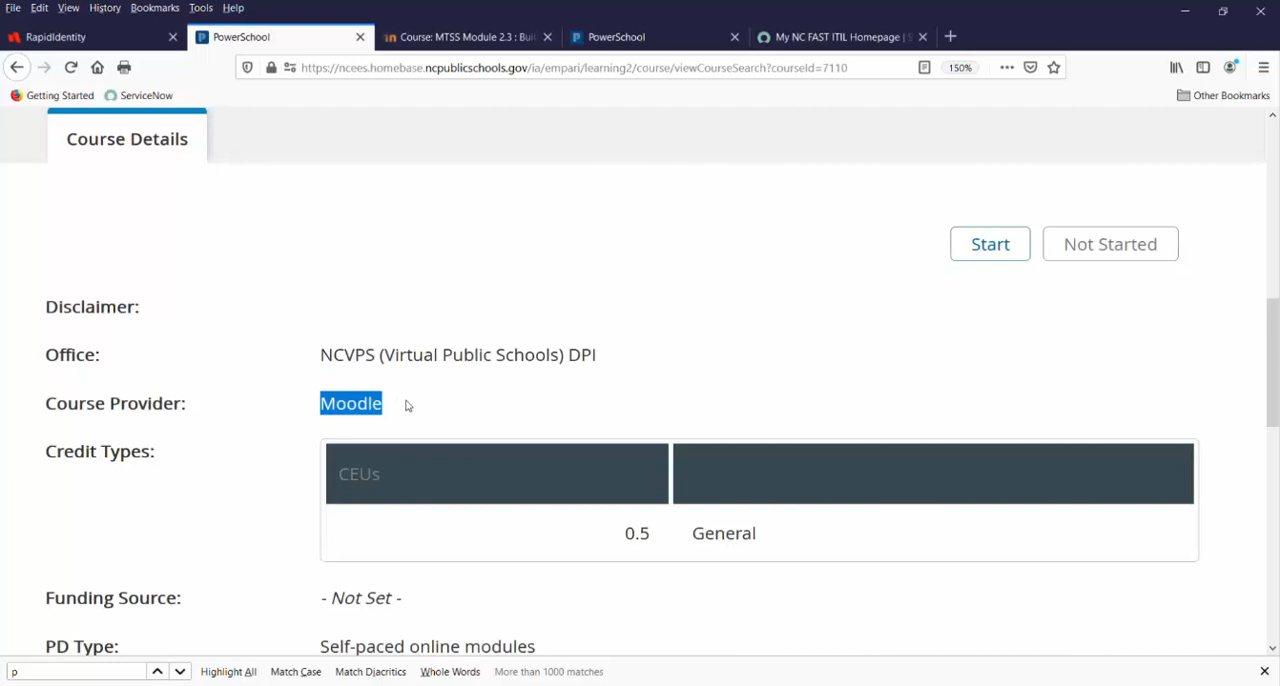 File Edit View History Bookmarks Tools Help
RapidIdentity PowerSchool Course: MTSS Module 2.3 : Buil PowerSchool My NC FAST ITIL Homepage | S
https://ncees.homebase.ncpublicschools.gov/ia/empari/learning2/course/viewCourseSearch?courseId=7110 150%
Getting Started ServiceNow Other Bookmarks
Course Details
Start Not Started
Disclaimer:
Office: NCVPS (Virtual Public Schools) DPI
Course Provider: Moodle
Credit Types:
CEUs
0.5 General
Funding Source: - Not Set -
PD Type: Self-paced online modules
p Highlight All Match Case Match Diacritics Whole Words More than 1000 matches